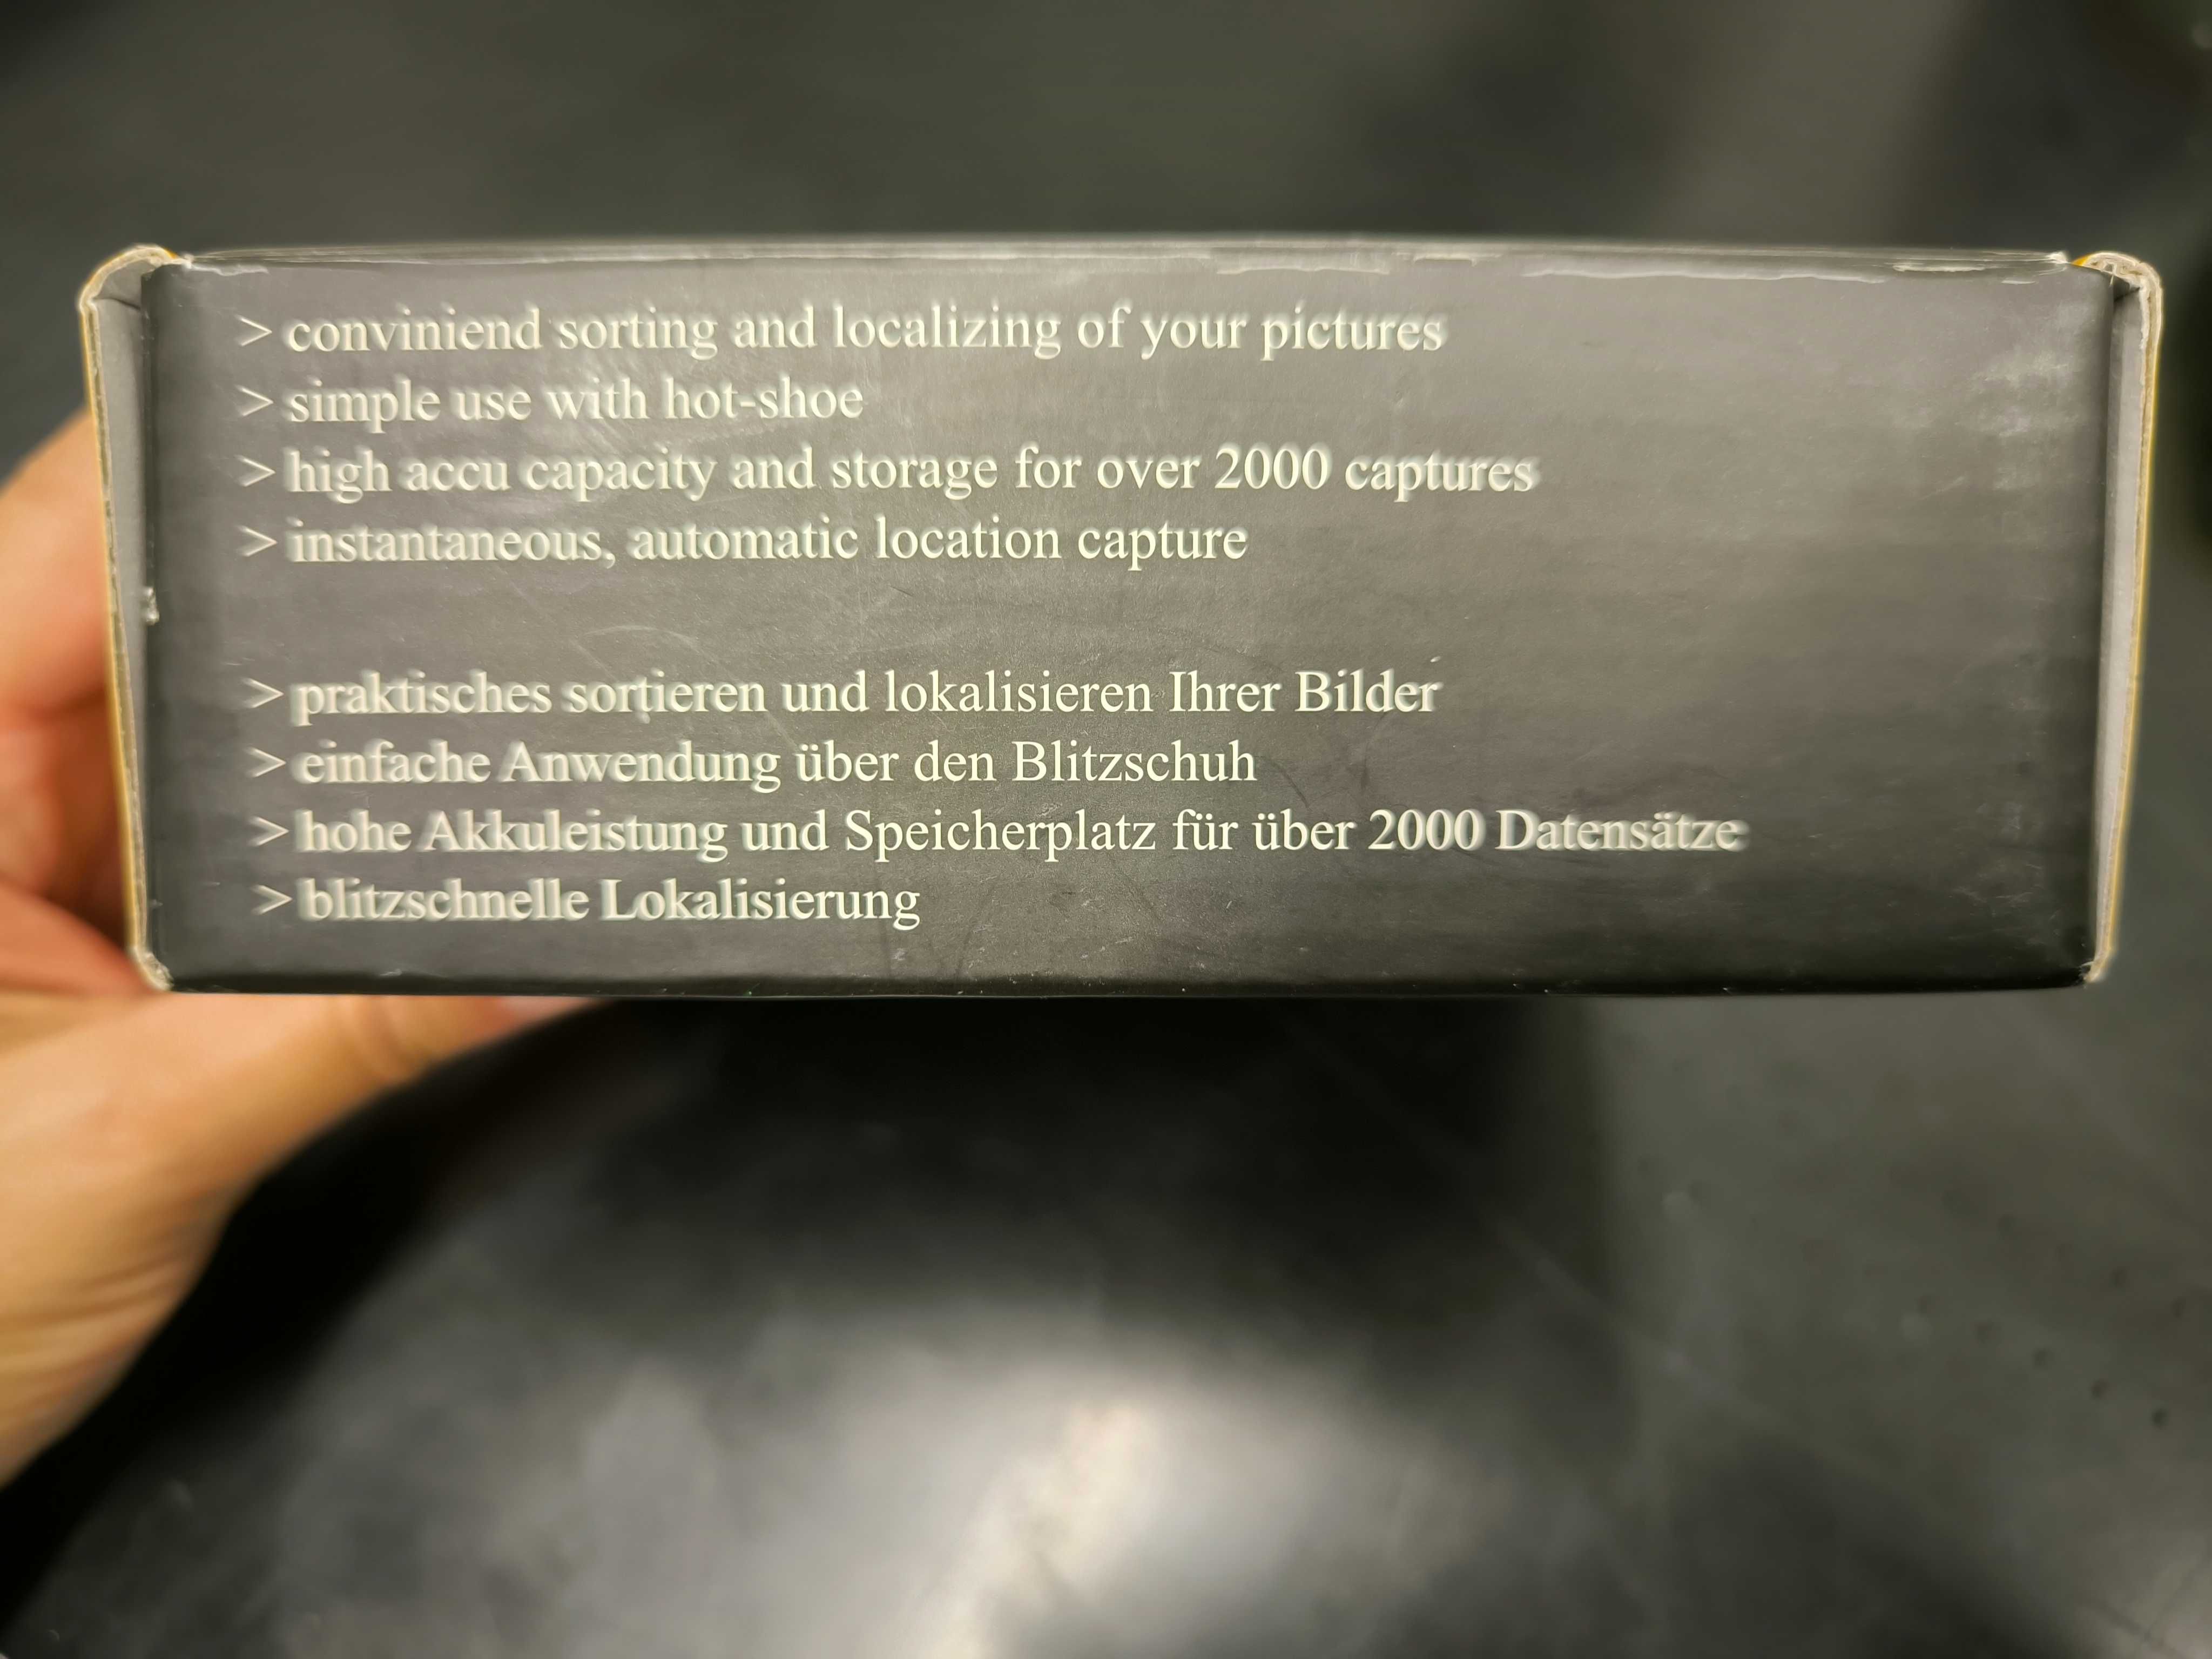 > conviniend sorting and localizing of your pictures
> simple use with hot-shoe
> high accu capacity and storage for over 2000 captures
> instantaneous, automatic location capture
> praktisches sortieren und lokalisieren Ihrer Bilder
> einfache Anwendung über den Blitzschuh
> hohe Akkuleistung und Speicherplatz für über 2000 Datensätze
> blitzschnelle Lokalisierung